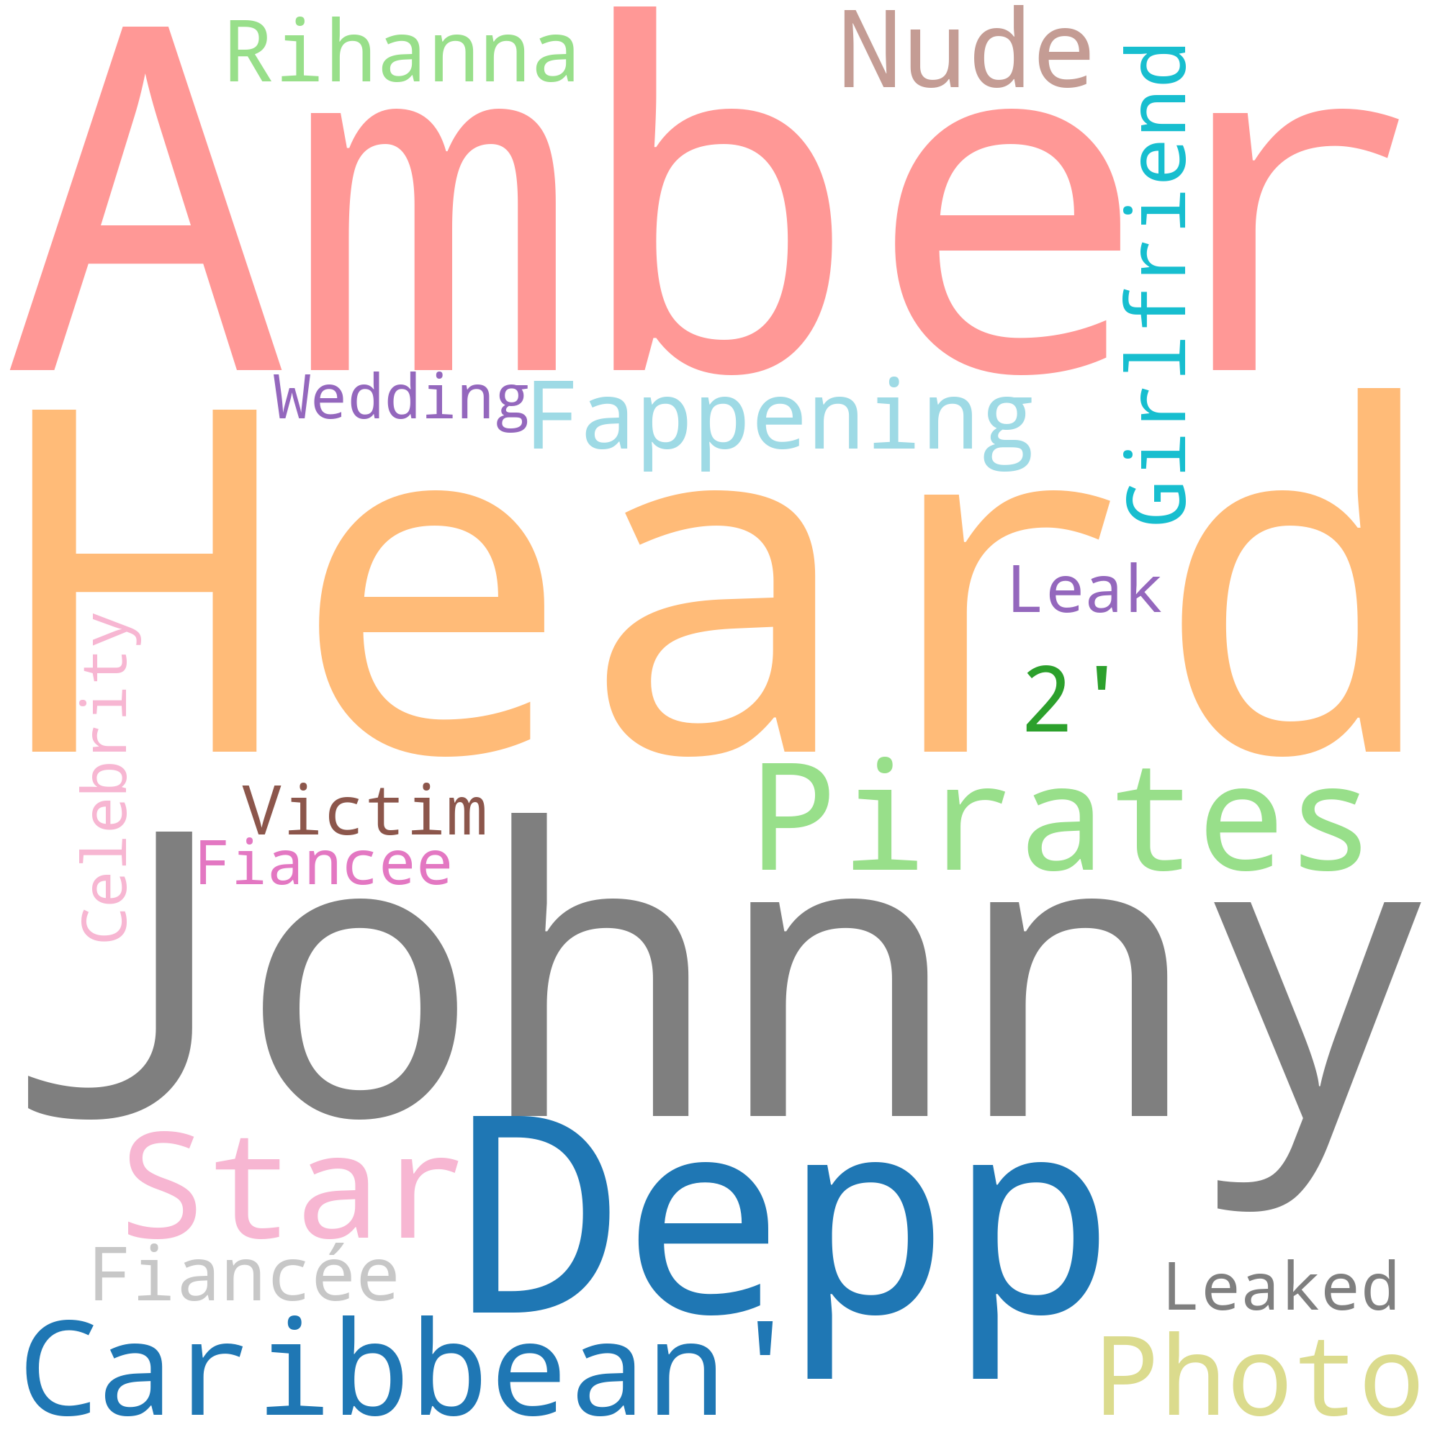 Rihanna
Nude
Amber
Girlfriend
Wedding
Fappening
Heard
Leak
2'
Celebrity
Pirates
Victim
Fiancee
Johnny
Star
Depp
Fiancée
Leaked
Caribbean'
Photo